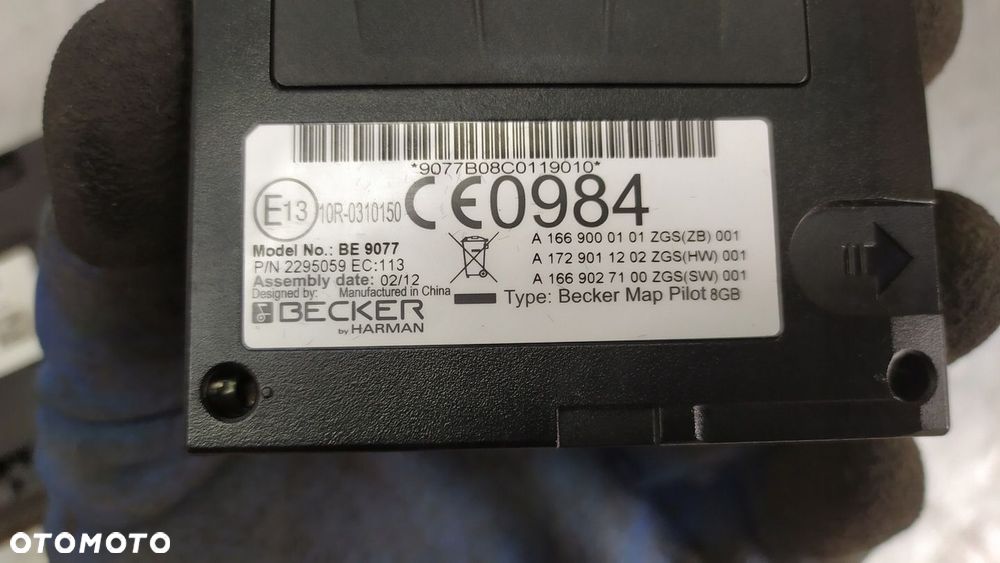 *9077B08C0119010*
E13 10R-0310150 CE0984
Model No.: BE 9077
P/N 2295059 EC:113
Assembly date: 02/12
Designed by: Manufactured in China
BECKER
by HARMAN
A 166 900 01 01 ZGS(ZB) 001
A 172 901 12 02 ZGS(HW) 001
A 166 902 71 00 ZGS(SW) 001
Type: Becker Map Pilot 8GB
OTOMOTO